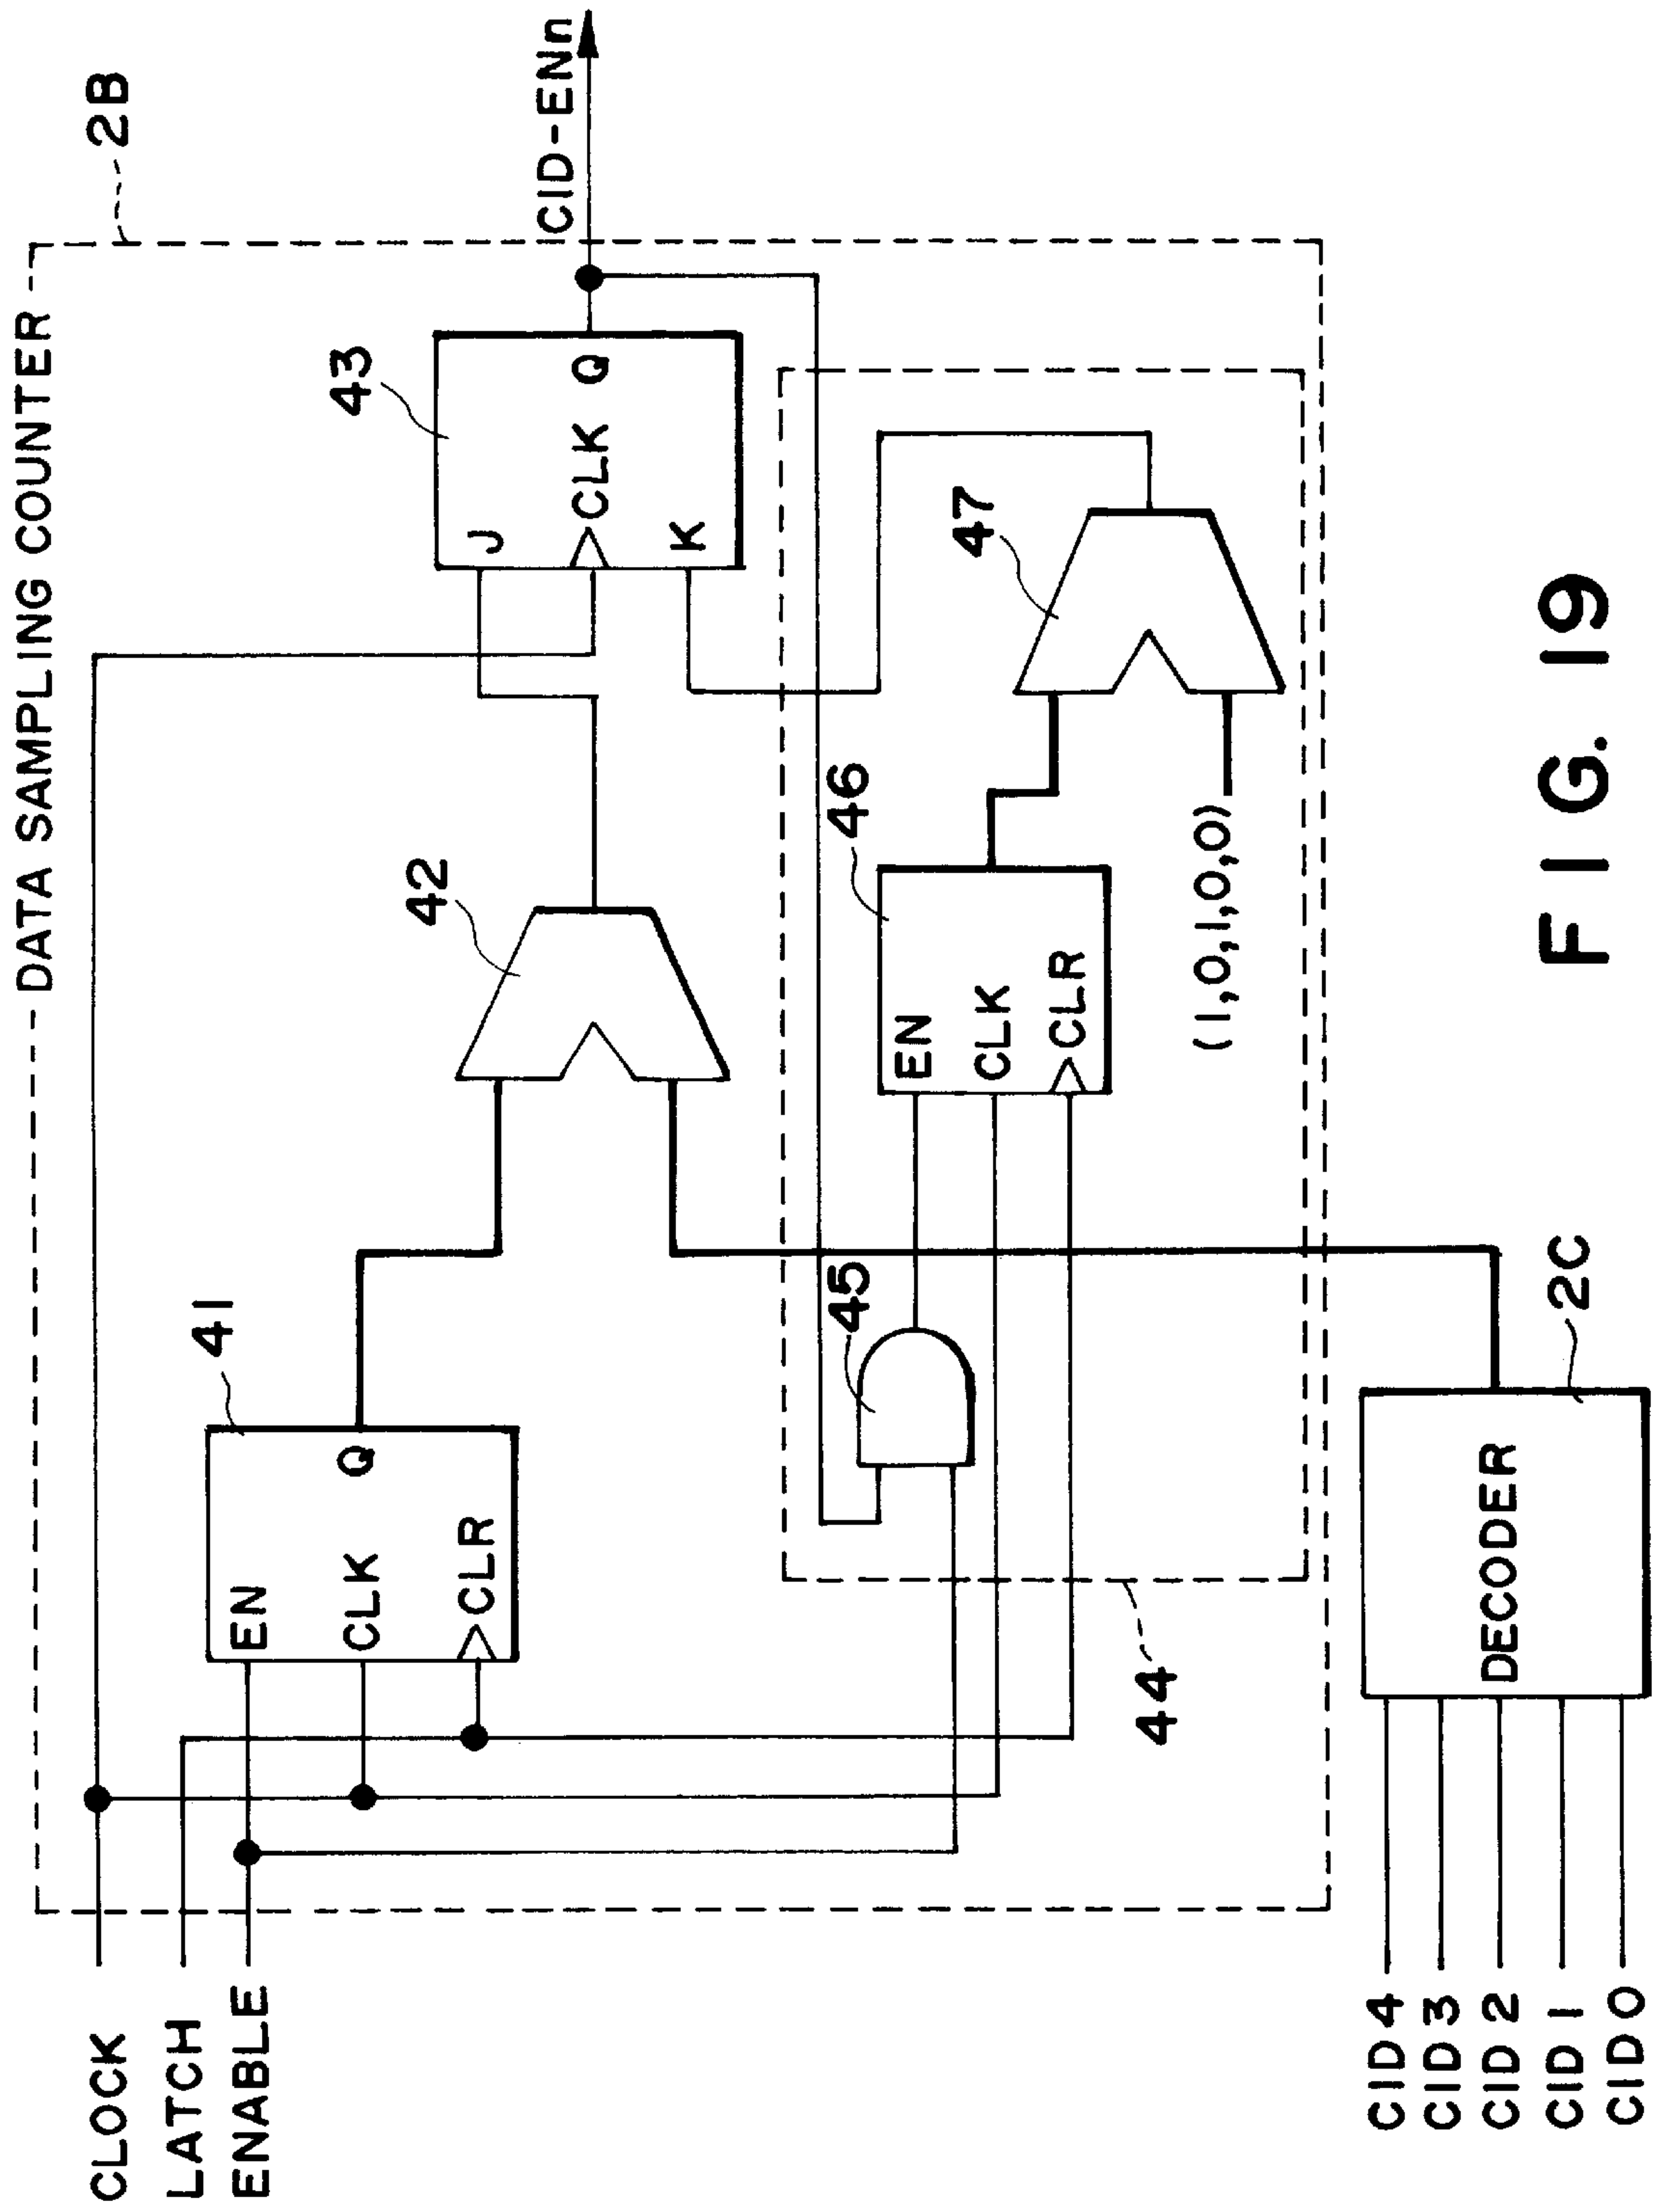 DATA SAMPLING COUNTER
2B
CLOCK
LATCH
ENABLE
41
EN
CLK
CLR
Q
42
43
J
CLK
K
Q
CID-ENn
44
45
46
EN
CLK
CLR
47
(1,0,1,0,0)
CID4
CID3
CID2
CID1
CID0
DECODER
2C
FIG. 19